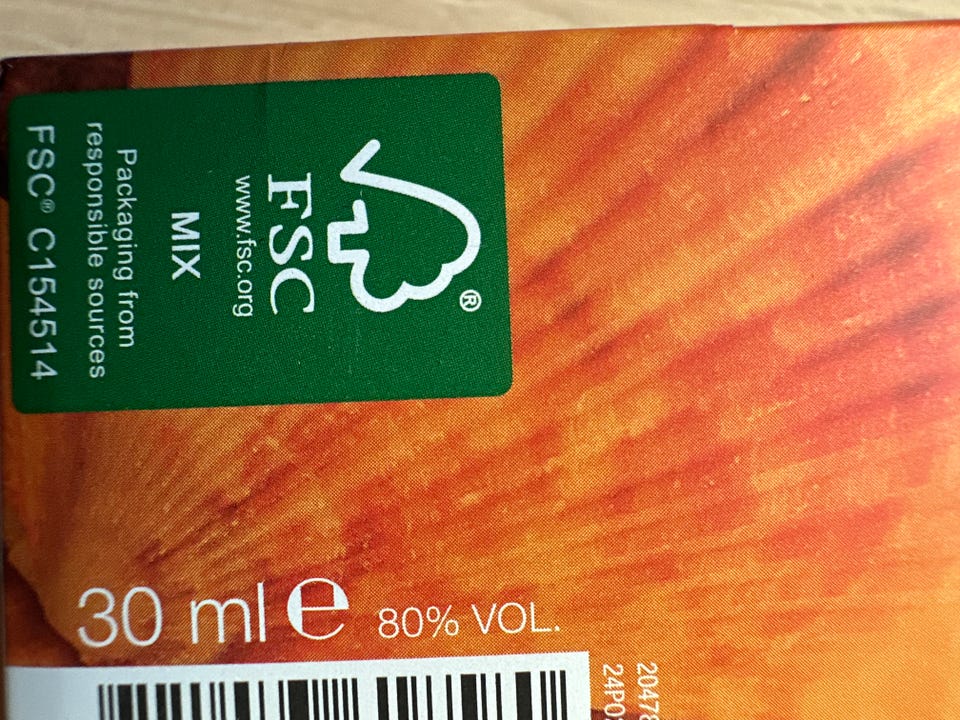 FSC®
www.fsc.org
MIX
Packaging from
responsible sources
FSC® C154514
30 ml ℮ 80% VOL.